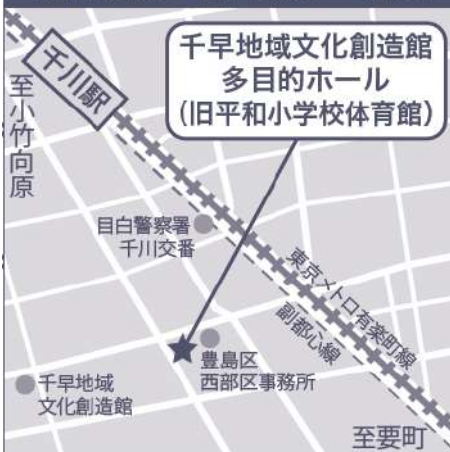 千早地域文化創造館
多目的ホール
（旧平和小学校体育館）
千川駅
至小竹向原
目白警察署
千川交番
東京メトロ有楽町線
副都心線
豊島区
西部区事務所
千早地域
文化創造館
至要町